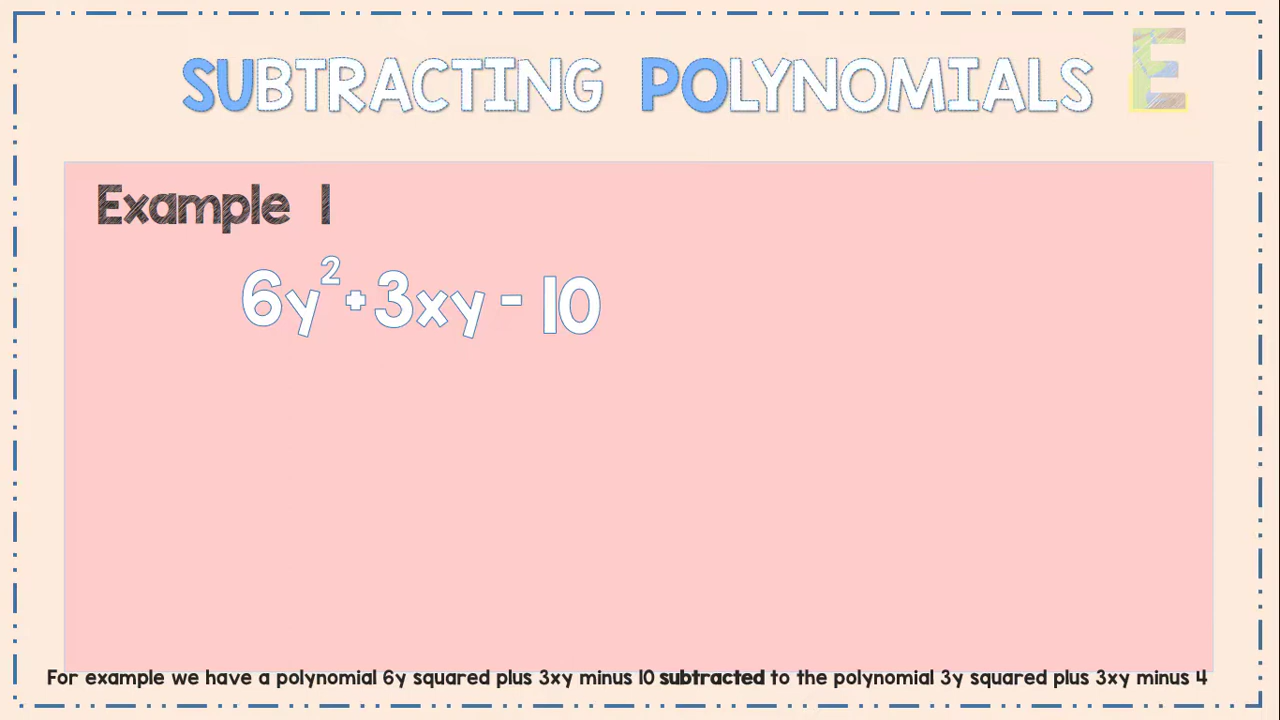 SUBTRACTING POLYNOMIALS E
Example 1
6y²+3xy - 10
For example we have a polynomial 6y squared plus 3xy minus 10 subtracted to the polynomial 3y squared plus 3xy minus 4